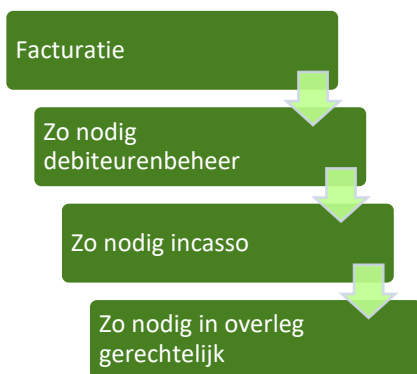 Facturatie
Zo nodig
debiteurenbeheer
Zo nodig incasso
Zo nodig in overleg
gerechtelijk